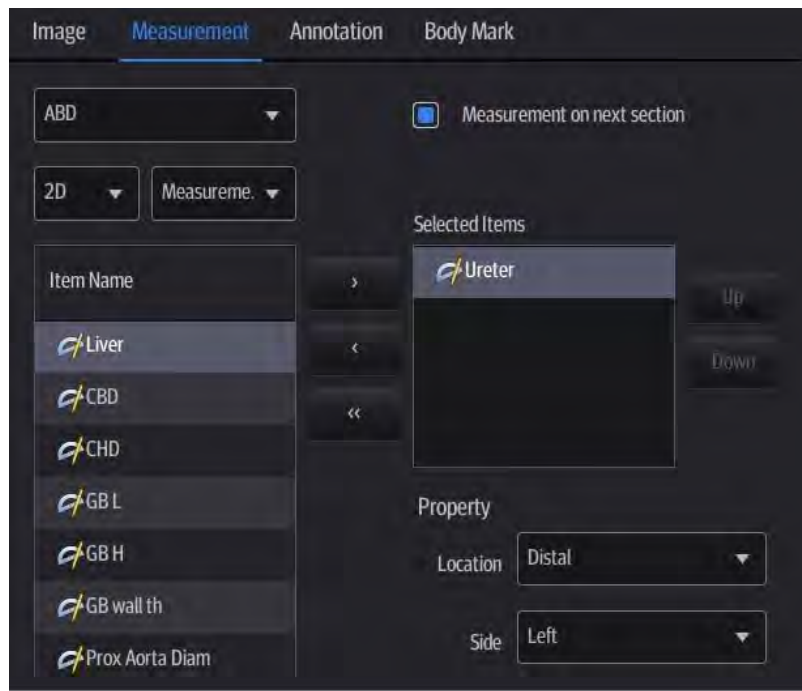 Image Measurement Annotation Body Mark
ABD
Measurement on next section
2D Measureme.
Selected Items
Item Name
>
<
<<
Ureter
Up
Down
Liver
CBD
CHD
GB L
GB H
GB wall th
Prox Aorta Diam
Property
Location Distal
Side Left